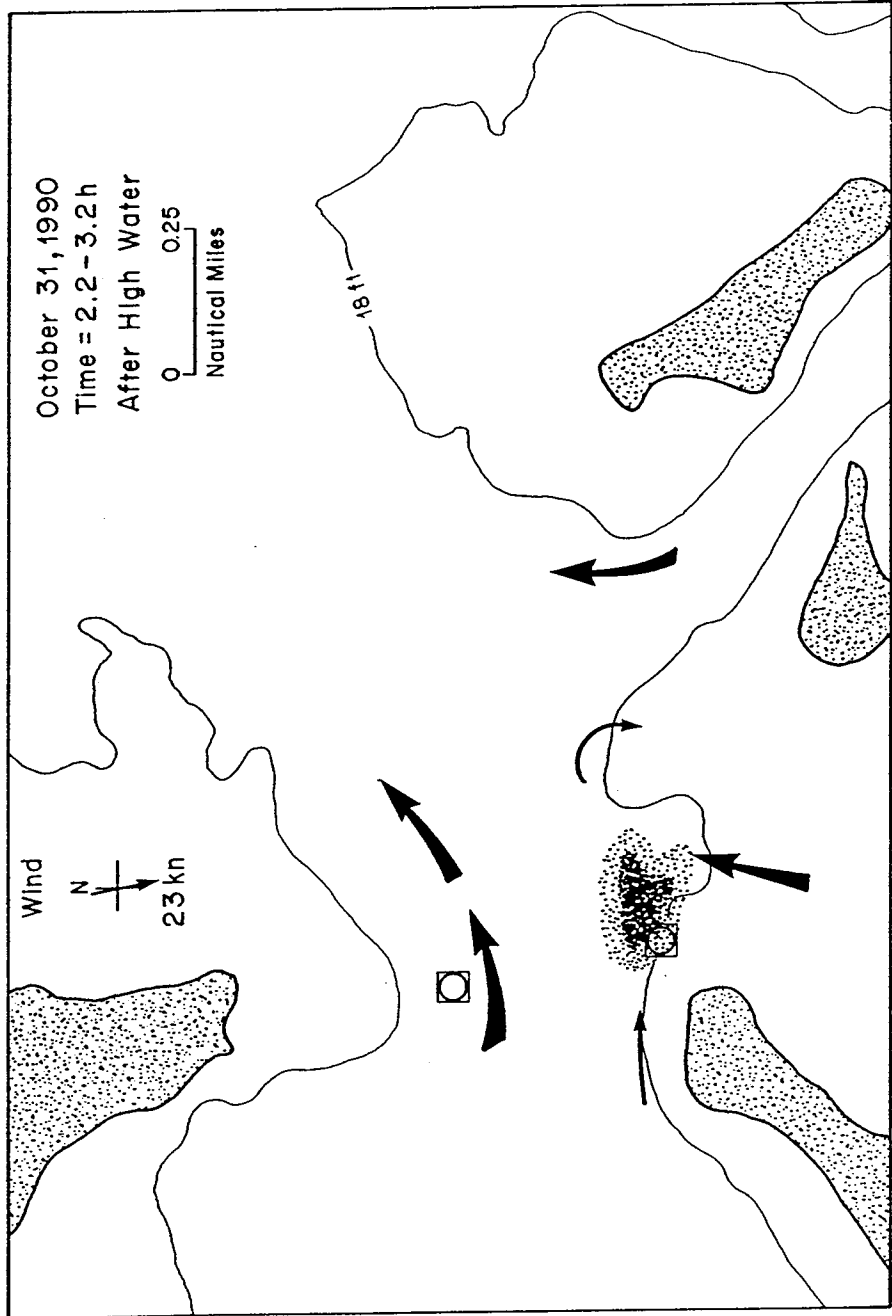 Wind
N
23 kn
October 31, 1990
Time = 2.2-3.2h
After High Water
0 0.25
Nautical Miles
18 ft